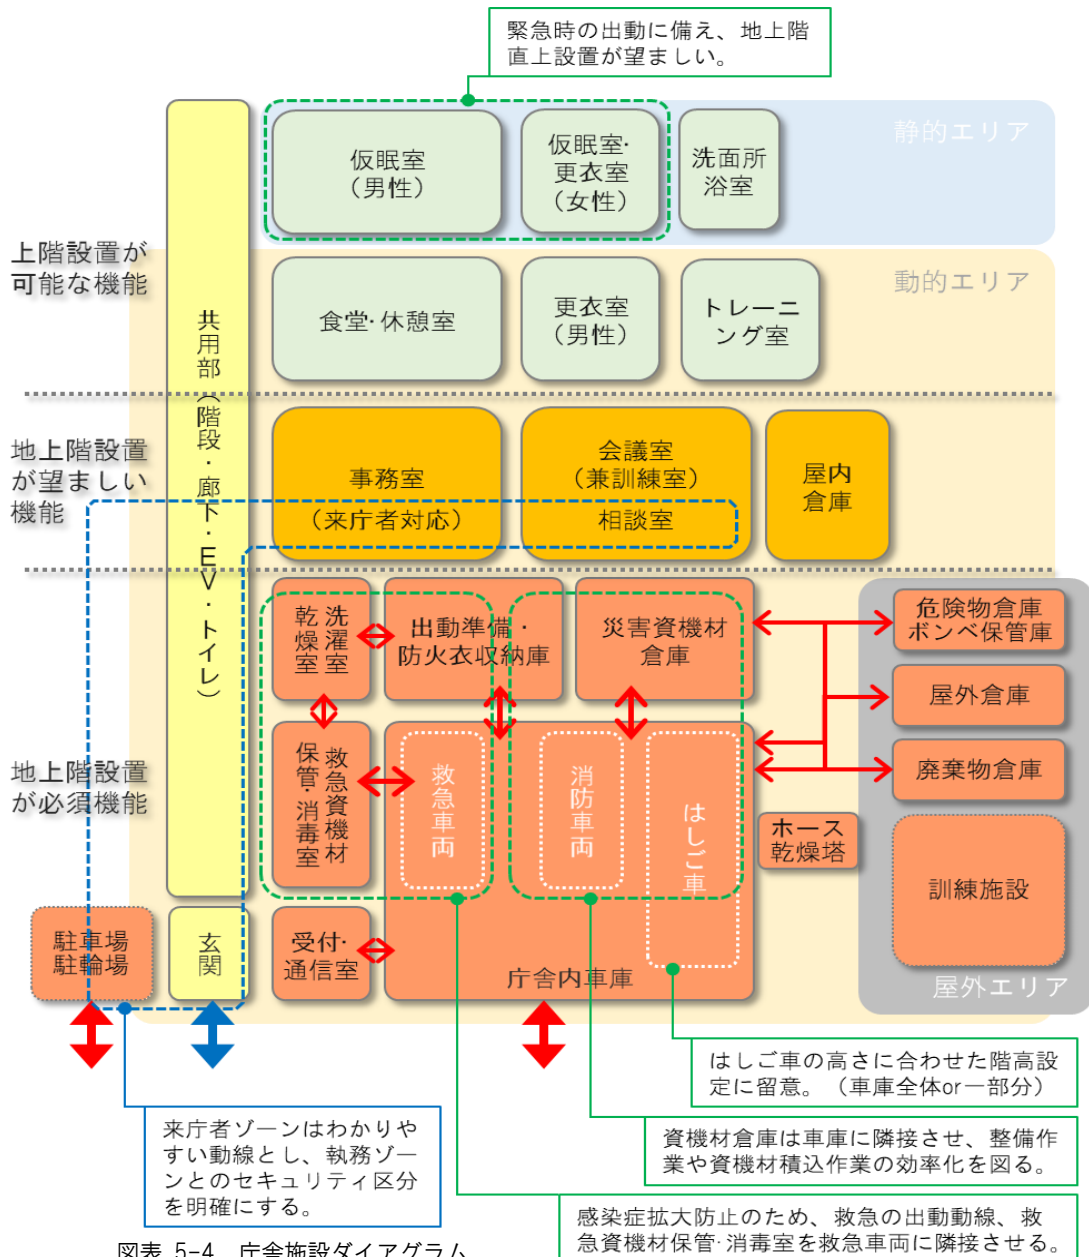 緊急時の出動に備え、地上階
直上設置が望ましい。
静的エリア
仮眠室
（男性）
仮眠室・
更衣室
（女性）
洗面所
浴室
上階設置が
可能な機能
動的エリア
食堂・休憩室
更衣室
（男性）
トレーニ
ング室
共用部（階段・廊下・EV・トイレ）
地上階設置
が望ましい
機能
事務室
（来庁者対応）
会議室
（兼訓練室）
相談室
屋内
倉庫
地上階設置
が必須機能
洗濯室
乾燥室
出動準備・
防火衣収納庫
災害資機材
倉庫
危険物倉庫
ボンベ保管庫
屋外倉庫
廃棄物倉庫
救急資機材
保管・消毒室
救急車両
消防車両
はしご車
ホース
乾燥塔
訓練施設
屋外エリア
駐車場
駐輪場
玄関
受付・
通信室
庁舎内車庫
はしご車の高さに合わせた階高設
定に留意。（車庫全体or一部分）
来庁者ゾーンはわかりや
すい動線とし、執務ゾー
ンとのセキュリティ区分
を明確にする。
資機材倉庫は車庫に隣接させ、整備作
業や資機材積込作業の効率化を図る。
感染症拡大防止のため、救急の出動動線、救
急資機材保管・消毒室を救急車両に隣接させる。
図表 5-4 庁舎施設ダイアグラム